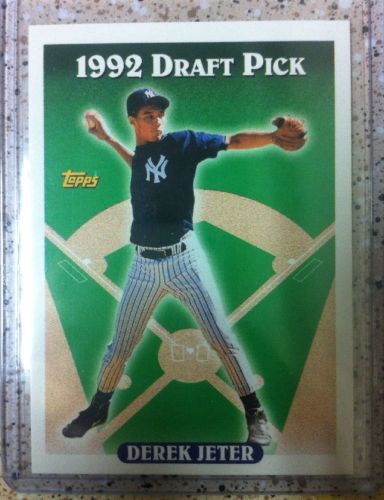 1992 DRAFT PICK
NY
Topps
DEREK JETER